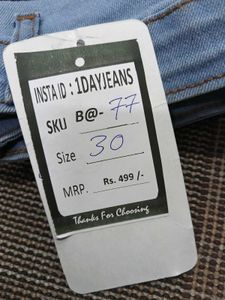 INSTA ID : 1DAYJEANS
SKU B@- 77
Size 30
MRP. Rs. 499 /-
Thanks For Choosing